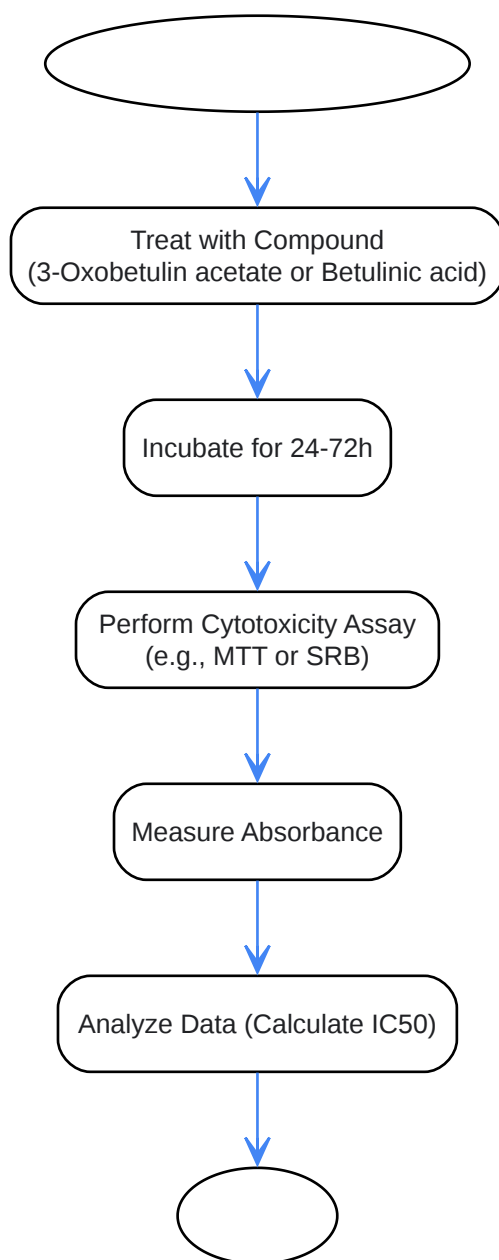 Treat with Compound
(3-Oxobetulin acetate or Betulinic acid)
Incubate for 24-72h
Perform Cytotoxicity Assay
(e.g., MTT or SRB)
Measure Absorbance
Analyze Data (Calculate IC50)